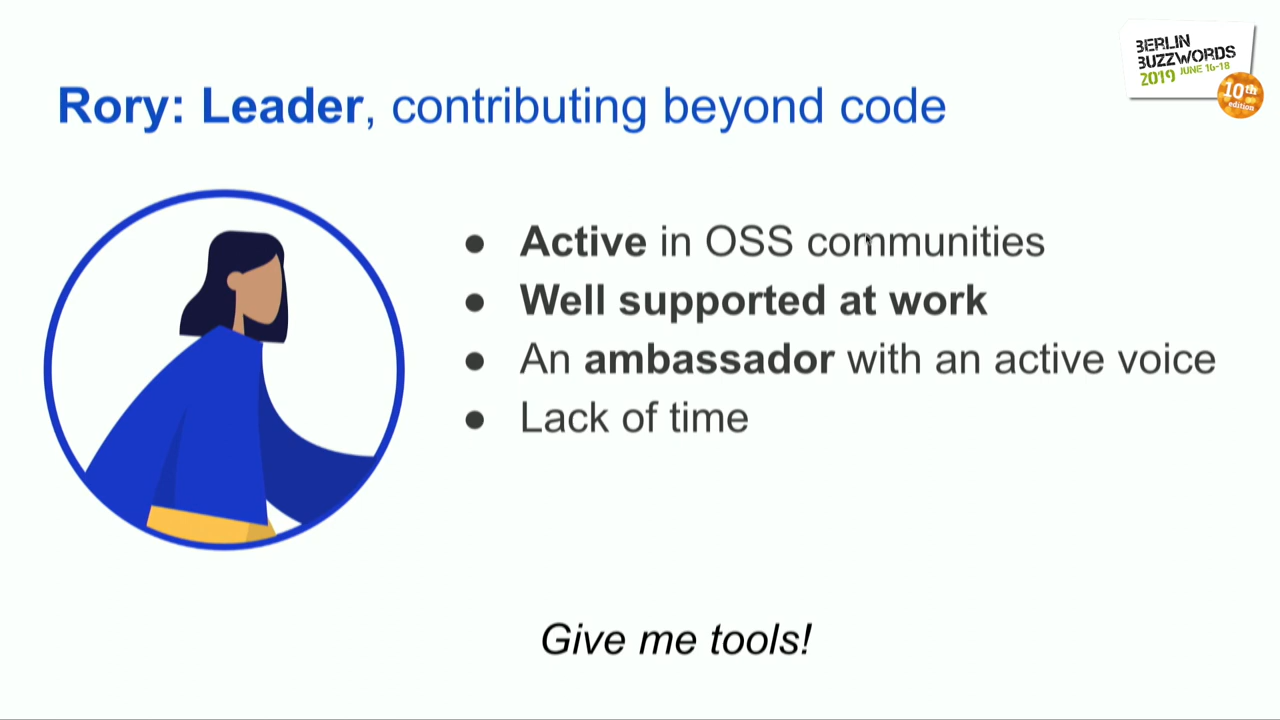 BERLIN
BUZZWORDS
2019 JUNE 16-18
10th
edition
Rory: Leader, contributing beyond code
● Active in OSS communities
● Well supported at work
● An ambassador with an active voice
● Lack of time
Give me tools!